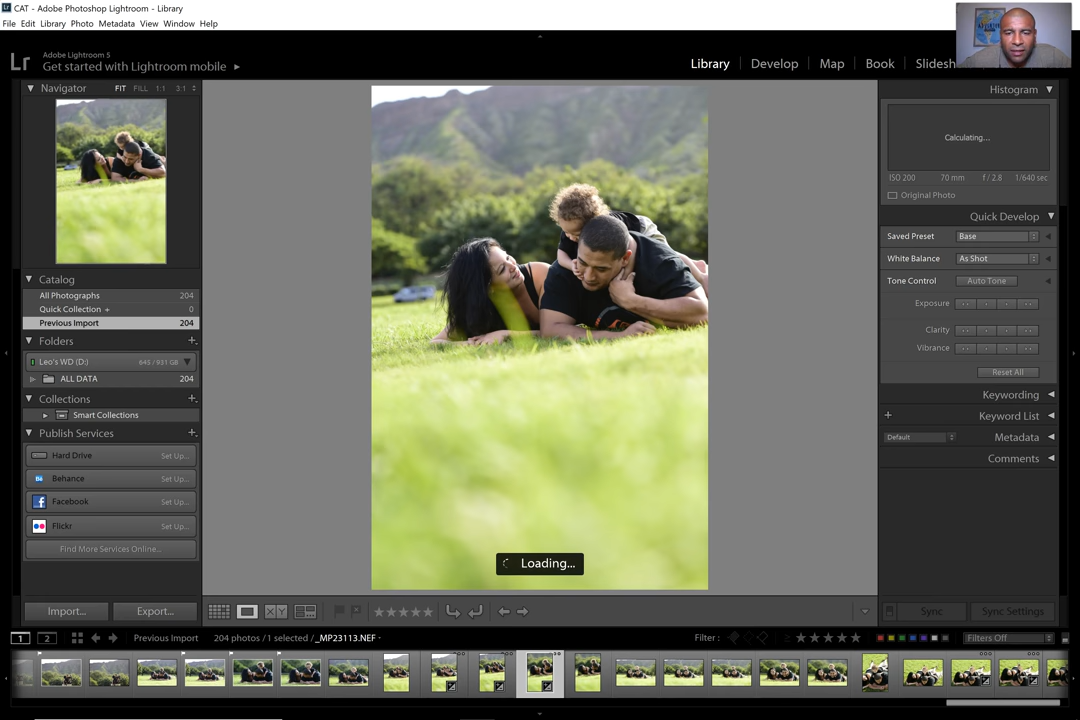 CAT - Adobe Photoshop Lightroom - Library
File Edit Library Photo Metadata View Window Help
Lr
Adobe Lightroom 5
Get started with Lightroom mobile
Library
Develop
Map
Book
Slidesh
Navigator
FIT FILL 1:1 3:1
Catalog
All Photographs 204
Quick Collection + 0
Previous Import 204
Folders
Leo's WD (D:) 645 / 931 GB
ALL DATA 204
Collections
Smart Collections
Publish Services
Hard Drive Set Up...
Behance Set Up...
Facebook Set Up...
Flickr Set Up...
Find More Services Online...
Import...
Export...
Loading...
Histogram
Calculating...
ISO 200 70 mm f / 2.8 1/640 sec
Original Photo
Quick Develop
Saved Preset Base
White Balance As Shot
Tone Control Auto Tone
Exposure
Clarity
Vibrance
Reset All
Keywording
Keyword List
Default Metadata
Comments
XY
Sync
Sync Settings
1 2
Previous Import 204 photos / 1 selected / _MP23113.NEF
Filter :
Filters Off